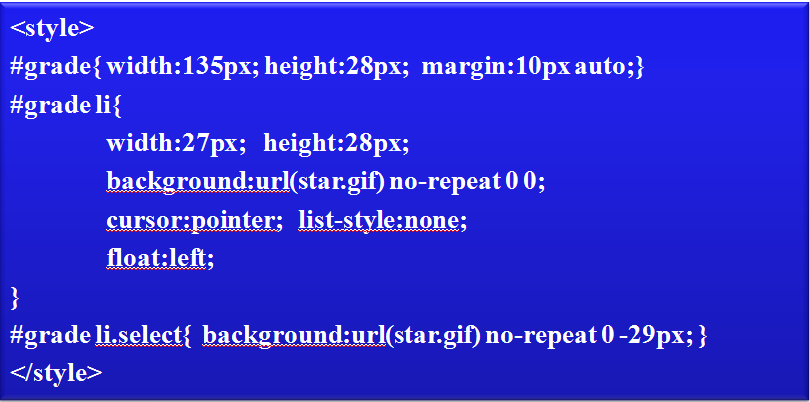 <style>
#grade{ width:135px; height:28px;  margin:10px auto;}
#grade li{
width:27px;  height:28px;
background:url(star.gif) no-repeat 0 0;
cursor:pointer;  list-style:none;
float:left;
}
#grade li.select{ background:url(star.gif) no-repeat 0 -29px; }
</style>